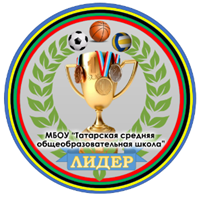 МБОУ "Татарская средняя
общеобразовательная школа"
ЛИДЕР